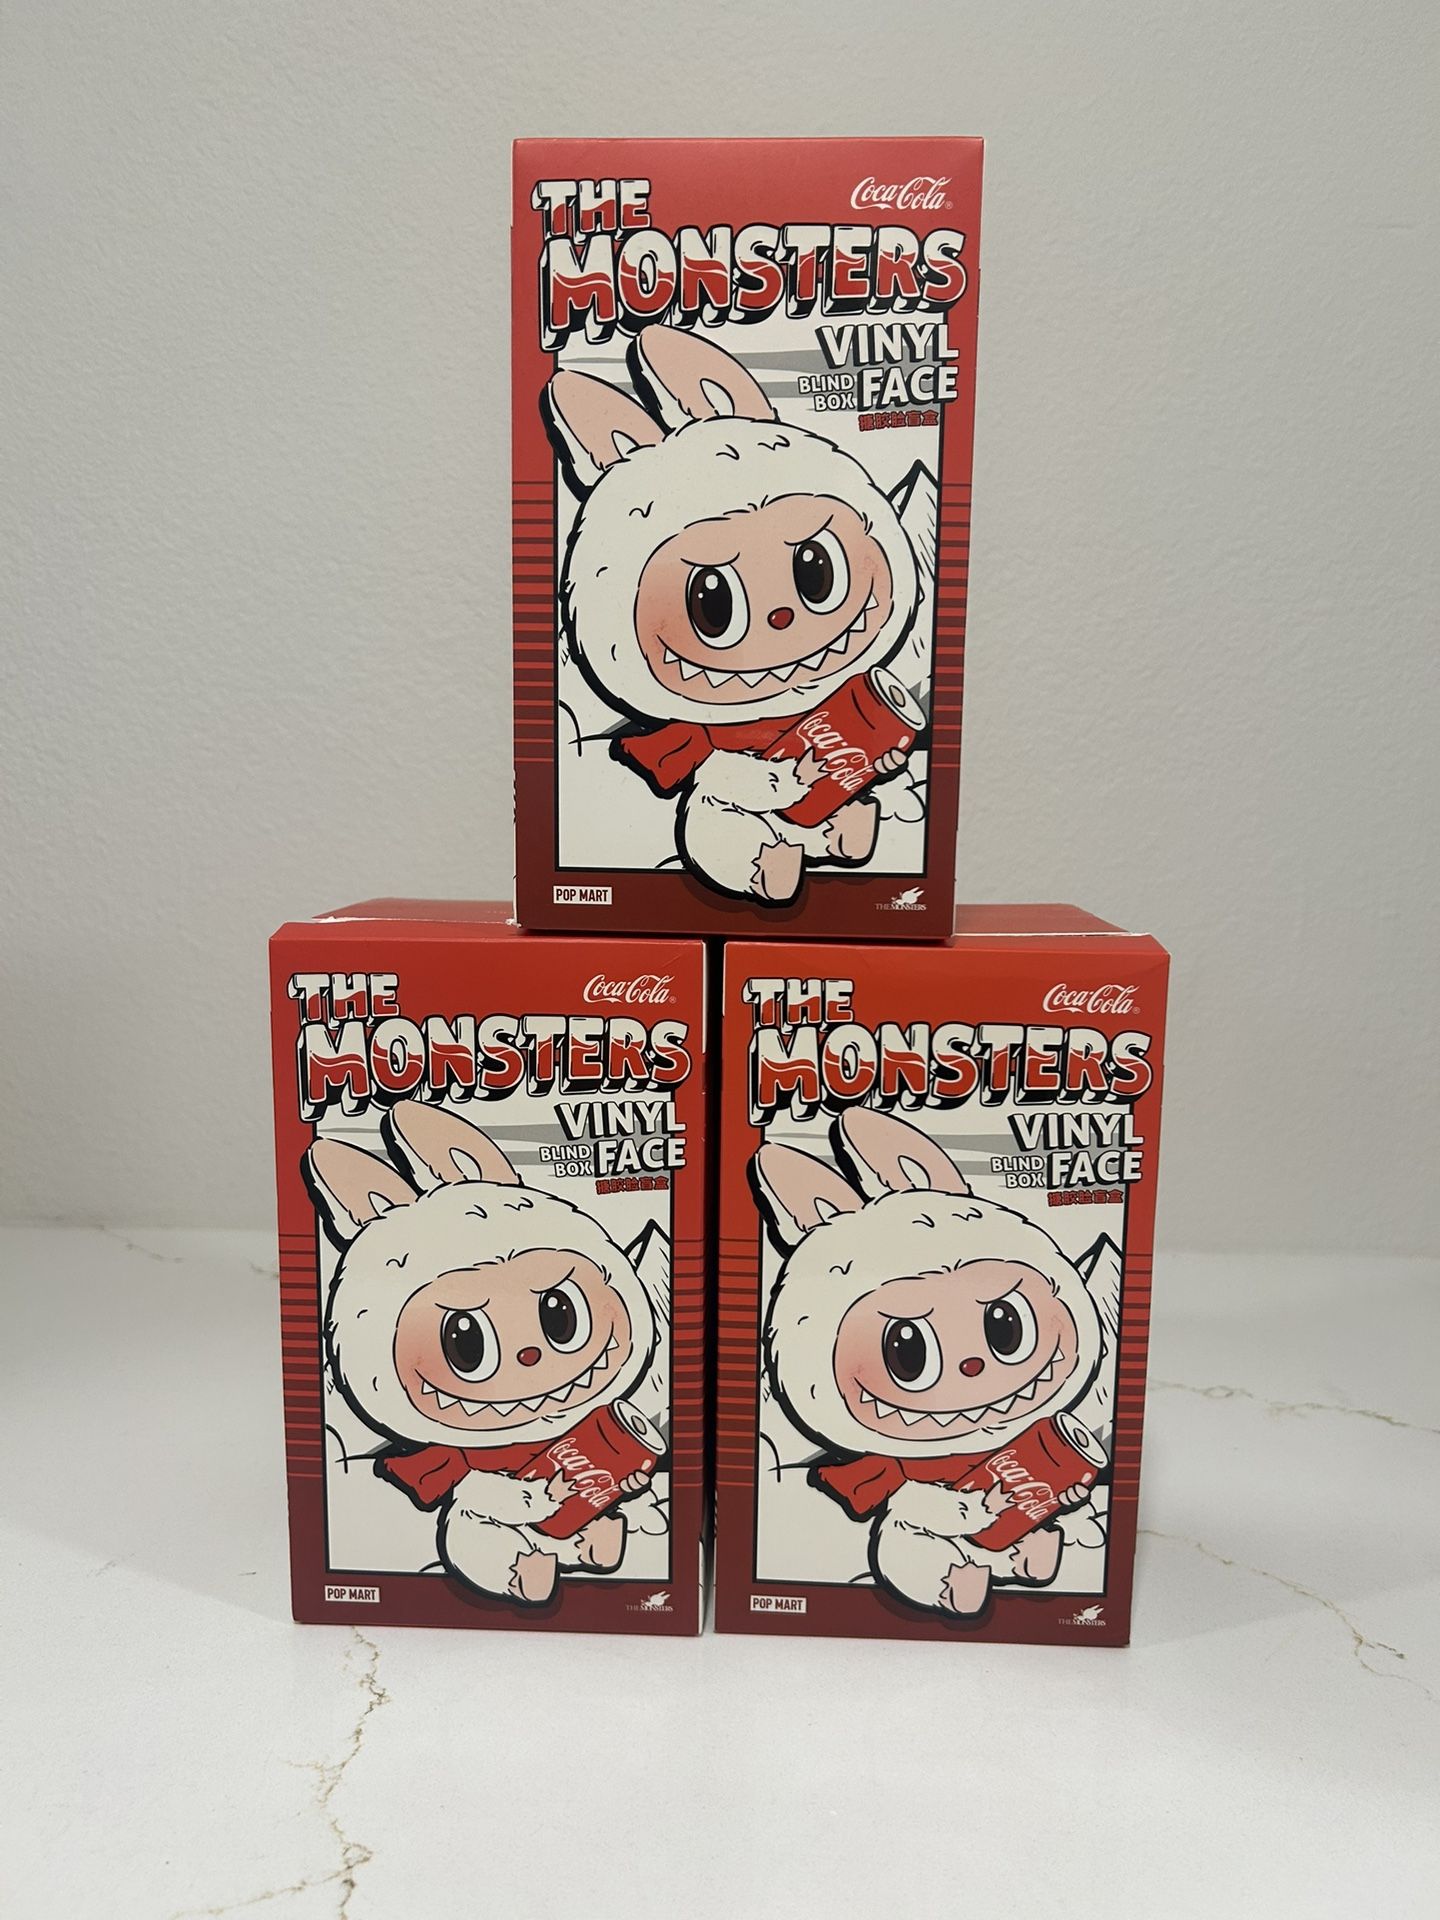 THE
Coca-Cola®
MONSTERS
VINYL
BLIND
BOX
FACE
搪胶脸盲盒
Coca-Cola
POP MART
THE MONSTERS
THE
Coca-Cola®
MONSTERS
VINYL
BLIND
BOX
FACE
搪胶脸盲盒
Coca-Cola
POP MART
THE MONSTERS
THE
Coca-Cola®
MONSTERS
VINYL
BLIND
BOX
FACE
搪胶脸盲盒
Coca-Cola
POP MART
THE MONSTERS